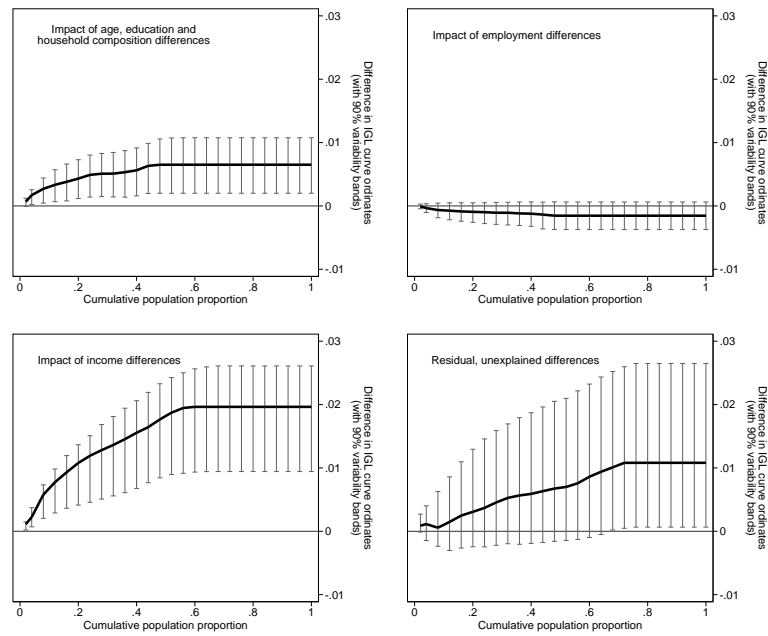 Impact of age, education and
household composition differences
.03
.02
.01
0
-.01
Difference in IGL curve ordinates
(with 90% variability bands)
0 .2 .4 .6 .8 1
Cumulative population proportion
Impact of employment differences
.03
.02
.01
0
-.01
Difference in IGL curve ordinates
(with 90% variability bands)
0 .2 .4 .6 .8 1
Cumulative population proportion
Impact of income differences
.03
.02
.01
0
-.01
Difference in IGL curve ordinates
(with 90% variability bands)
0 .2 .4 .6 .8 1
Cumulative population proportion
Residual, unexplained differences
.03
.02
.01
0
-.01
Difference in IGL curve ordinates
(with 90% variability bands)
0 .2 .4 .6 .8 1
Cumulative population proportion